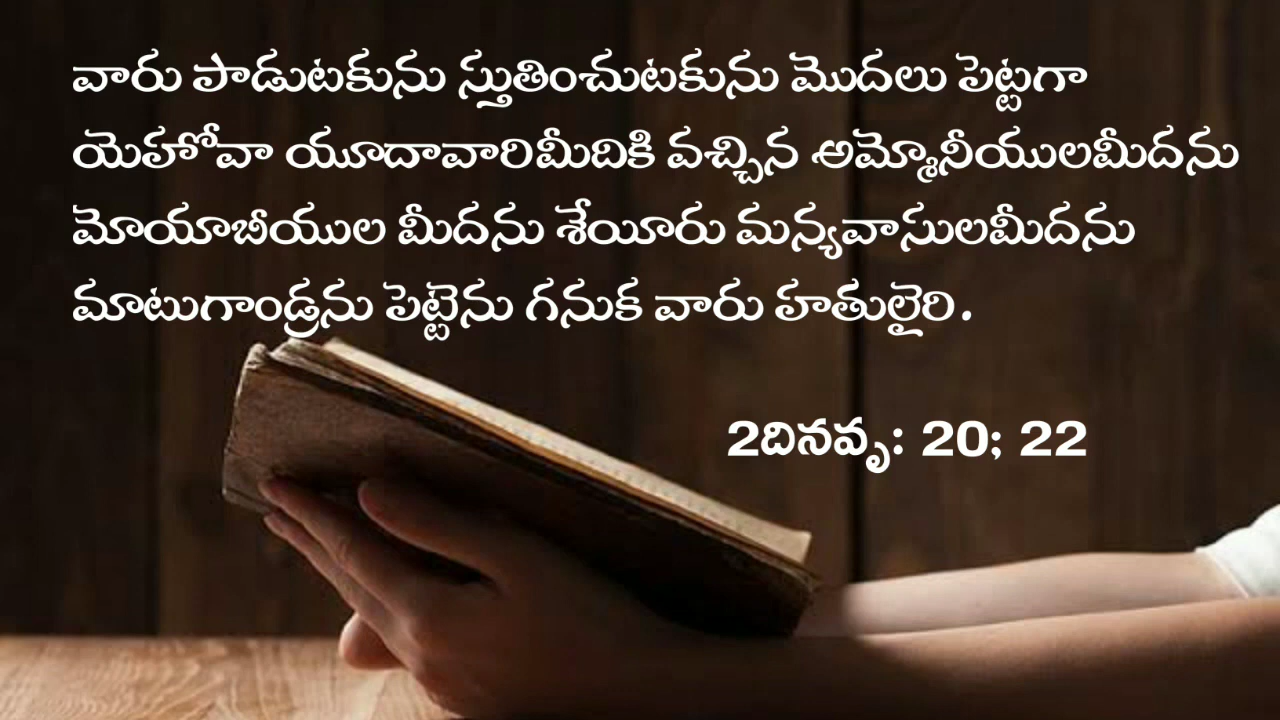 వారు పాడుటకును స్తుతించుటకును మొదలు పెట్టగా
యెహోవా యూదావారిమీదికి వచ్చిన అమ్మోనీయులమీదను
మోయాబీయుల మీదను శేయీరు మన్యవాసులమీదను
మాటుగాండ్రను పెట్టెను గనుక వారు హతులైరి.
2దినవృ: 20; 22